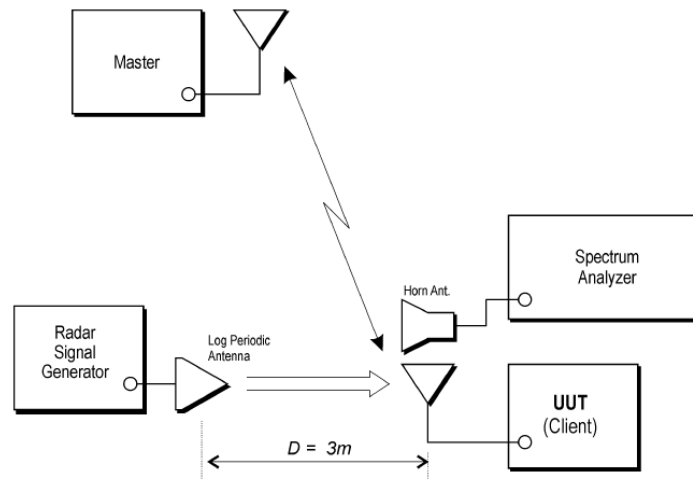 Master
Spectrum
Analyzer
Horn Ant.
Radar
Signal
Generator
Log Periodic
Antenna
UUT
(Client)
D = 3m